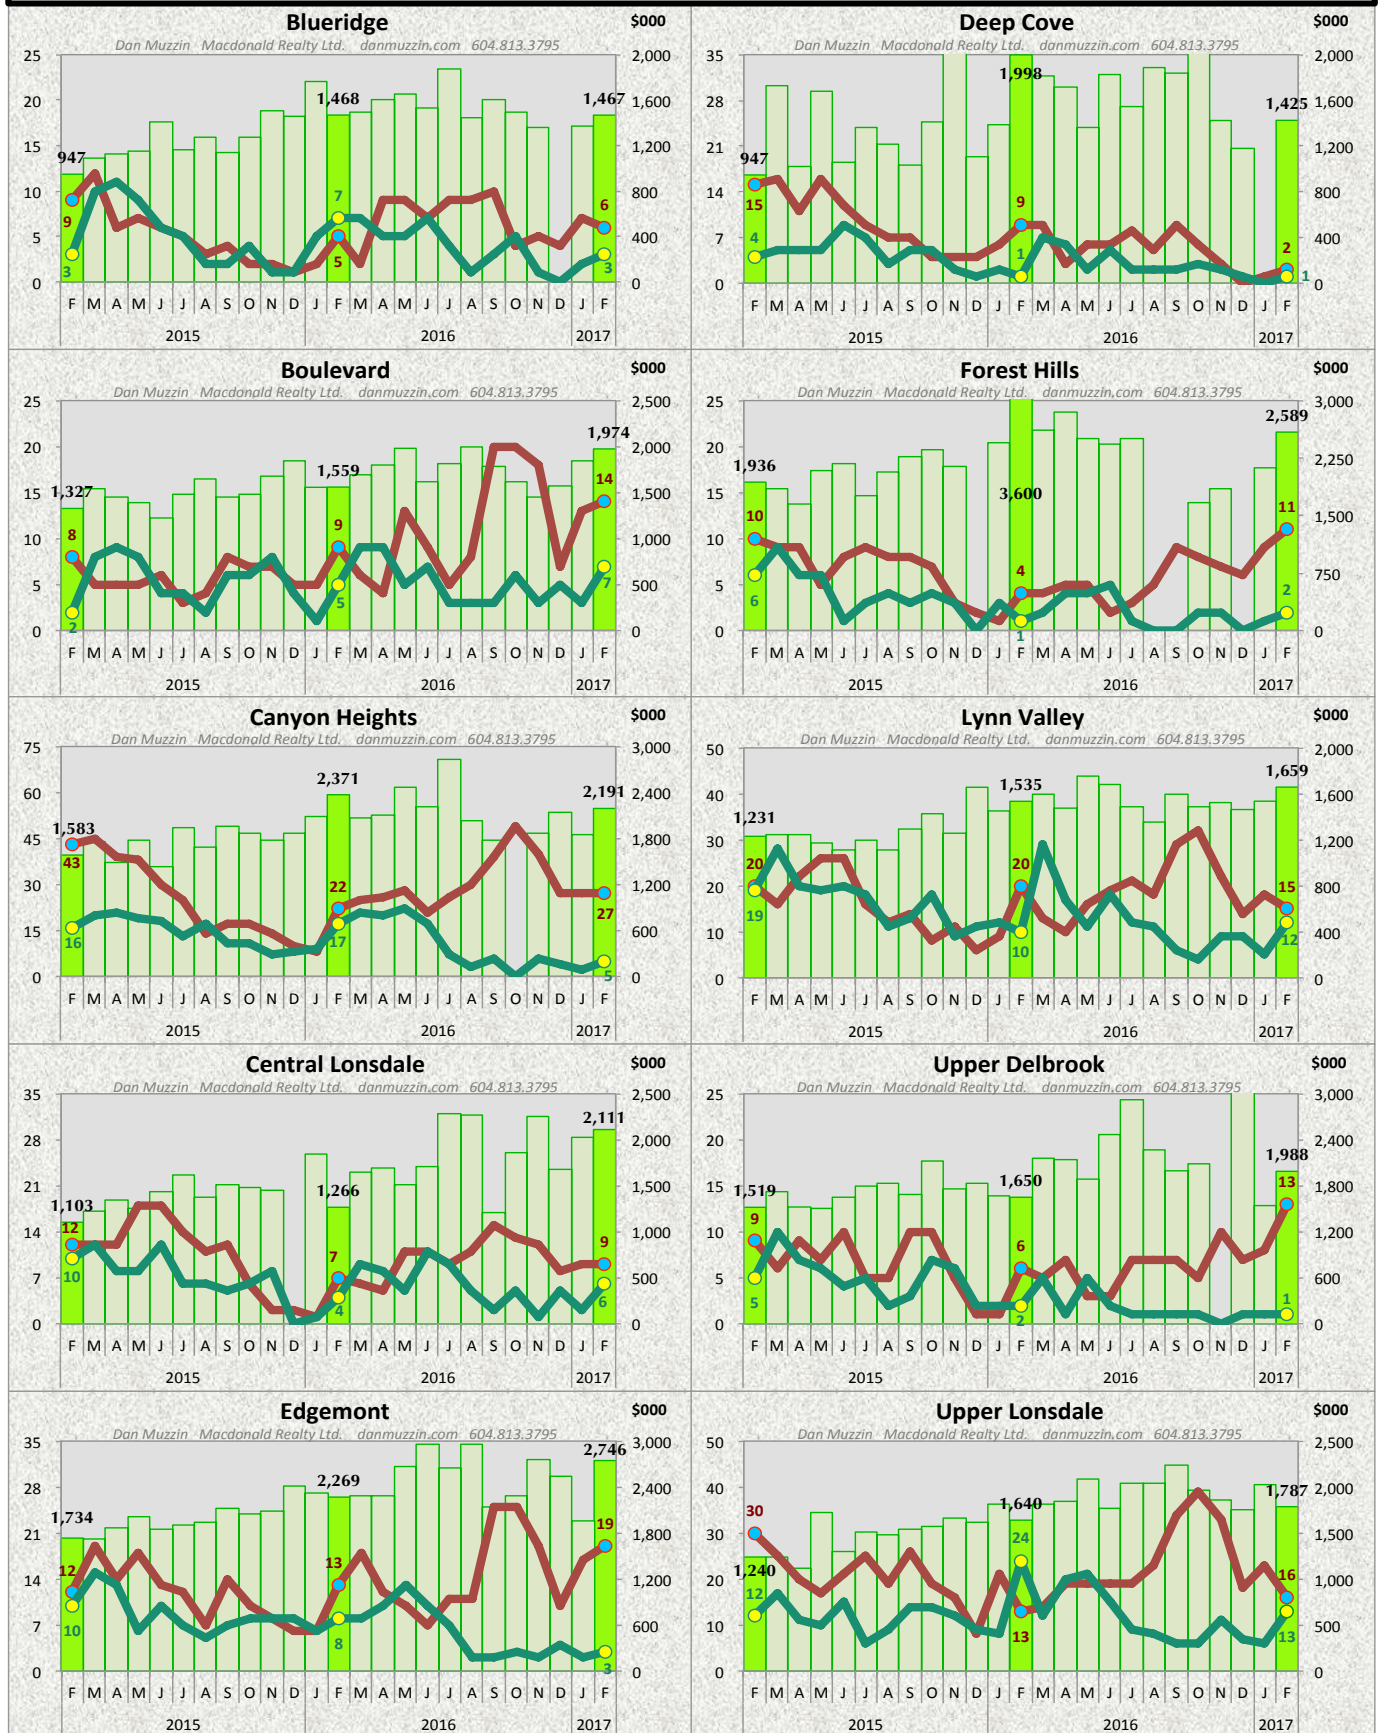 Blueridge $000
Dan Muzzin Macdonald Realty Ltd. danmuzzin.com 604.813.3795
25 2,000
20 1,600
15 1,200
10 800
5 400
0 0
947 1,468 1,467
9 5 6
3 7 3
F M A M J J A S O N D J F M A M J J A S O N D J F
2015 2016 2017
Deep Cove $000
Dan Muzzin Macdonald Realty Ltd. danmuzzin.com 604.813.3795
35 2,000
28 1,600
21 1,200
14 800
7 400
0 0
947 1,998 1,425
15 9 2
4 1 1
F M A M J J A S O N D J F M A M J J A S O N D J F
2015 2016 2017
Boulevard $000
Dan Muzzin Macdonald Realty Ltd. danmuzzin.com 604.813.3795
25 2,500
20 2,000
15 1,500
10 1,000
5 500
0 0
1,327 1,559 1,974
8 9 14
2 5 7
F M A M J J A S O N D J F M A M J J A S O N D J F
2015 2016 2017
Forest Hills $000
Dan Muzzin Macdonald Realty Ltd. danmuzzin.com 604.813.3795
25 3,000
20 2,250
15 1,500
10 750
5 0
0
1,936 3,600 2,589
10 4 11
6 1 2
F M A M J J A S O N D J F M A M J J A S O N D J F
2015 2016 2017
Canyon Heights $000
Dan Muzzin Macdonald Realty Ltd. danmuzzin.com 604.813.3795
75 3,000
60 2,400
45 1,800
30 1,200
15 600
0 0
1,583 2,371 2,191
43 22 27
16 17 5
F M A M J J A S O N D J F M A M J J A S O N D J F
2015 2016 2017
Lynn Valley $000
Dan Muzzin Macdonald Realty Ltd. danmuzzin.com 604.813.3795
50 2,000
40 1,600
30 1,200
20 800
10 400
0 0
1,231 1,535 1,659
20 20 15
19 10 12
F M A M J J A S O N D J F M A M J J A S O N D J F
2015 2016 2017
Central Lonsdale $000
Dan Muzzin Macdonald Realty Ltd. danmuzzin.com 604.813.3795
35 2,500
28 2,000
21 1,500
14 1,000
7 500
0 0
1,103 1,266 2,111
12 7 9
10 4 6
F M A M J J A S O N D J F M A M J J A S O N D J F
2015 2016 2017
Upper Delbrook $000
Dan Muzzin Macdonald Realty Ltd. danmuzzin.com 604.813.3795
25 3,000
20 2,400
15 1,800
10 1,200
5 600
0 0
1,519 1,650 1,988
9 6 13
5 2 1
F M A M J J A S O N D J F M A M J J A S O N D J F
2015 2016 2017
Edgemont $000
Dan Muzzin Macdonald Realty Ltd. danmuzzin.com 604.813.3795
35 3,000
28 2,400
21 1,800
14 1,200
7 600
0 0
1,734 2,269 2,746
12 13 19
10 8 3
F M A M J J A S O N D J F M A M J J A S O N D J F
2015 2016 2017
Upper Lonsdale $000
Dan Muzzin Macdonald Realty Ltd. danmuzzin.com 604.813.3795
50 2,500
40 2,000
30 1,500
20 1,000
10 500
0 0
1,240 1,640 1,787
30 13 16
12 24 13
F M A M J J A S O N D J F M A M J J A S O N D J F
2015 2016 2017